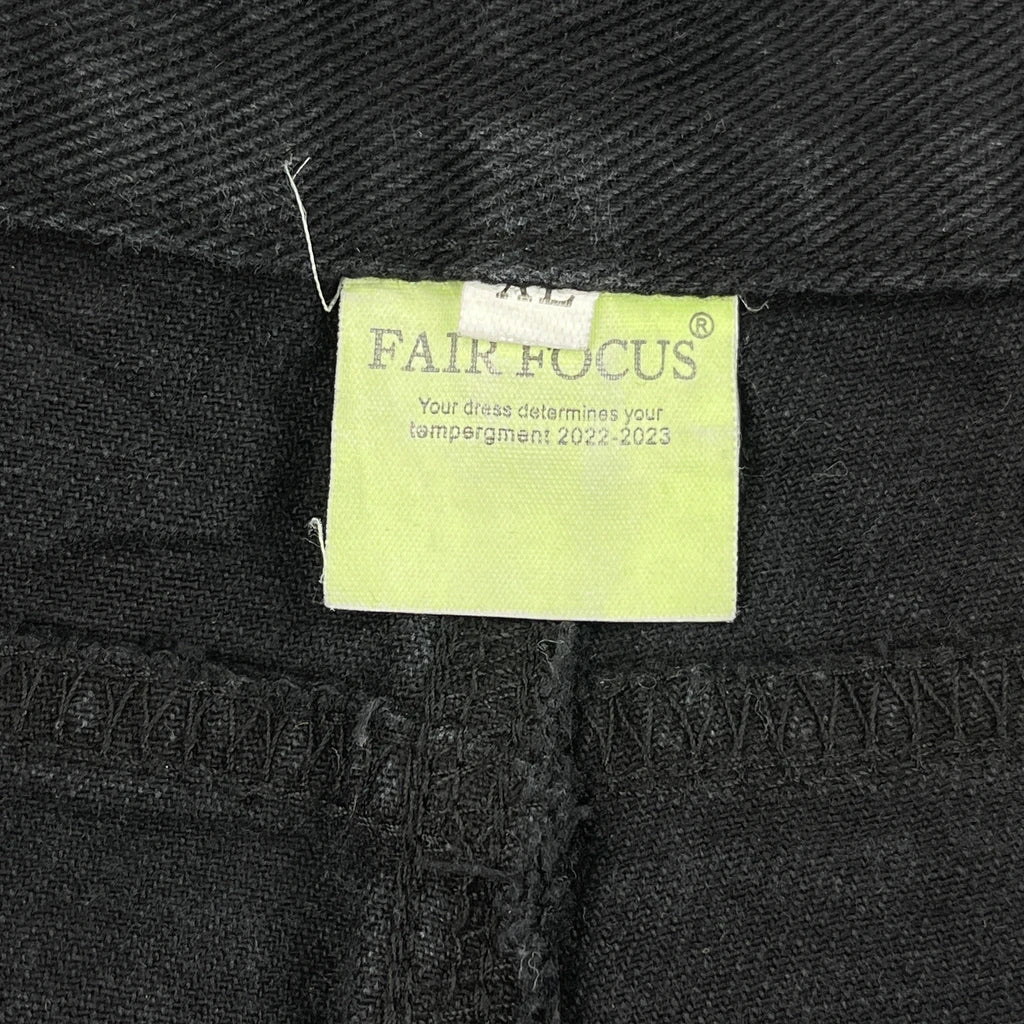 XL
FAIR FOCUS®
Your dress determines your
tempergment 2022-2023